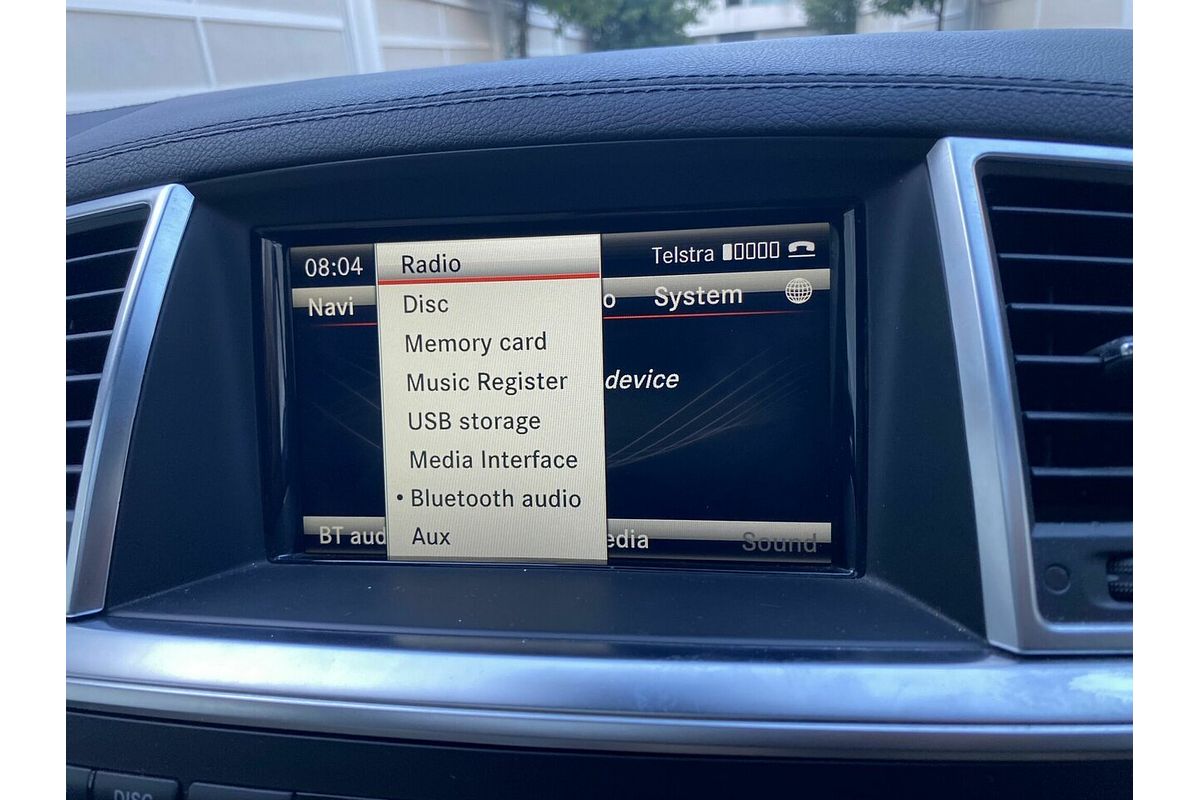 08:04
Radio
Telstra
Navi
Disc
o
System
Memory card
Music Register
device
USB storage
Media Interface
• Bluetooth audio
BT aud
Aux
edia
Sound
DISC